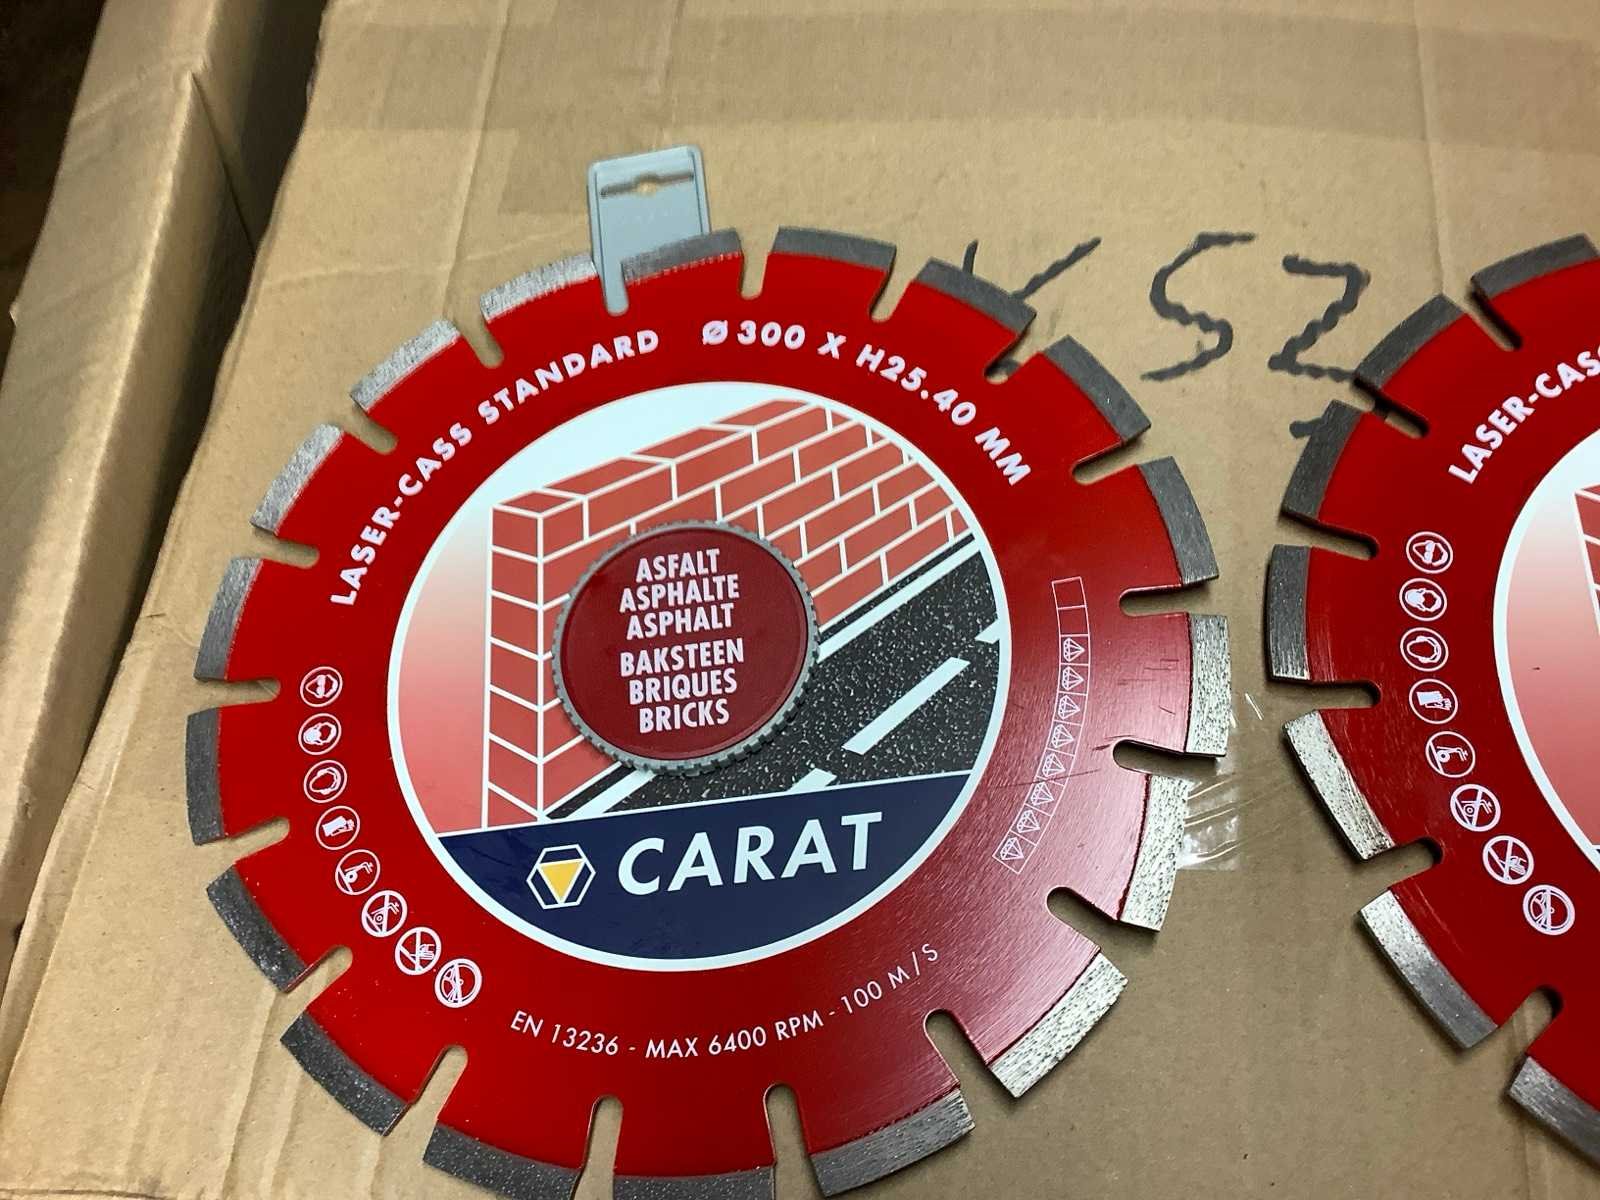 LASER-CASS STANDARD Ø 300 X H25.40 MM
ASFALT
ASPHALTE
ASPHALT
BAKSTEEN
BRIQUES
BRICKS
CARAT
EN 13236 - MAX 6400 RPM - 100 M/S
LASER-CASS